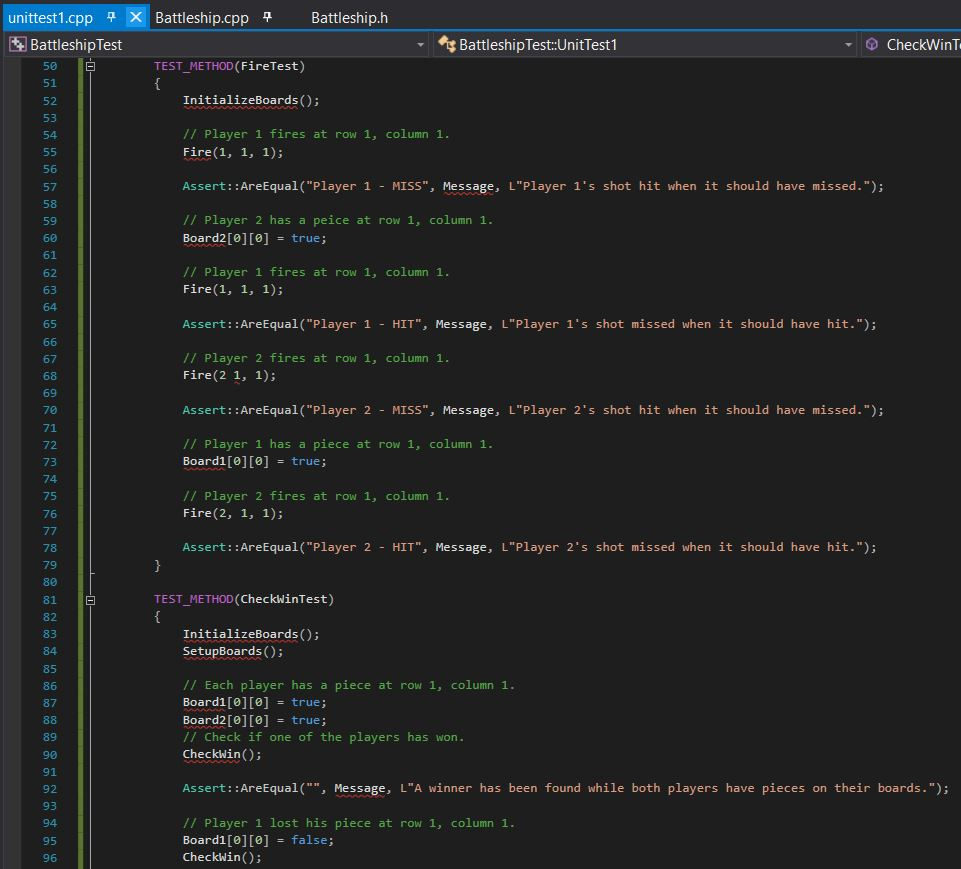 unittest1.cpp Battleship.cpp Battleship.h
BattleshipTest BattleshipTest::UnitTest1 CheckWinTe
50 TEST_METHOD(FireTest)
51 {
52 InitializeBoards();
53
54 // Player 1 fires at row 1, column 1.
55 Fire(1, 1, 1);
56
57 Assert::AreEqual("Player 1 - MISS", Message, L"Player 1's shot hit when it should have missed.");
58
59 // Player 2 has a peice at row 1, column 1.
60 Board2[0][0] = true;
61
62 // Player 1 fires at row 1, column 1.
63 Fire(1, 1, 1);
64
65 Assert::AreEqual("Player 1 - HIT", Message, L"Player 1's shot missed when it should have hit.");
66
67 // Player 2 fires at row 1, column 1.
68 Fire(2 1, 1);
69
70 Assert::AreEqual("Player 2 - MISS", Message, L"Player 2's shot hit when it should have missed.");
71
72 // Player 1 has a piece at row 1, column 1.
73 Board1[0][0] = true;
74
75 // Player 2 fires at row 1, column 1.
76 Fire(2, 1, 1);
77
78 Assert::AreEqual("Player 2 - HIT", Message, L"Player 2's shot missed when it should have hit.");
79 }
80
81 TEST_METHOD(CheckWinTest)
82 {
83 InitializeBoards();
84 SetupBoards();
85
86 // Each player has a piece at row 1, column 1.
87 Board1[0][0] = true;
88 Board2[0][0] = true;
89 // Check if one of the players has won.
90 CheckWin();
91
92 Assert::AreEqual("", Message, L"A winner has been found while both players have pieces on their boards.");
93
94 // Player 1 lost his piece at row 1, column 1.
95 Board1[0][0] = false;
96 CheckWin();